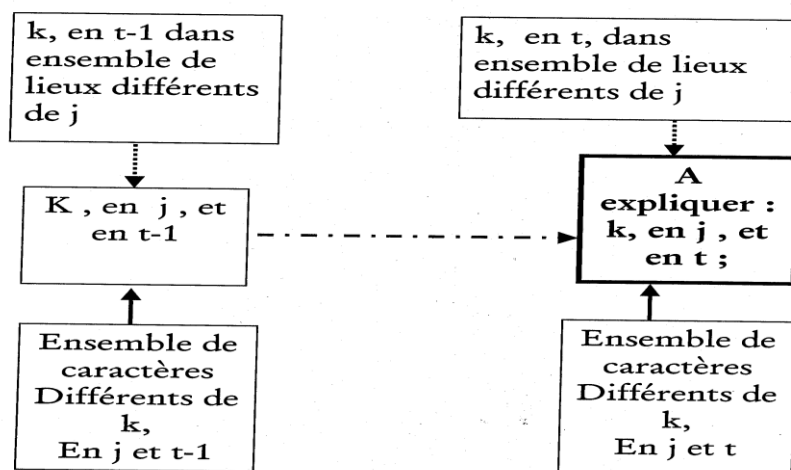 k, en t-1 dans
ensemble de
lieux différents
de j
k, en t, dans
ensemble de lieux
différents de j
K , en j , et
en t-1
A
expliquer :
k, en j , et
en t ;
Ensemble de
caractères
Différents de
k,
En j et t-1
Ensemble de
caractères
Différents de
k,
En j et t